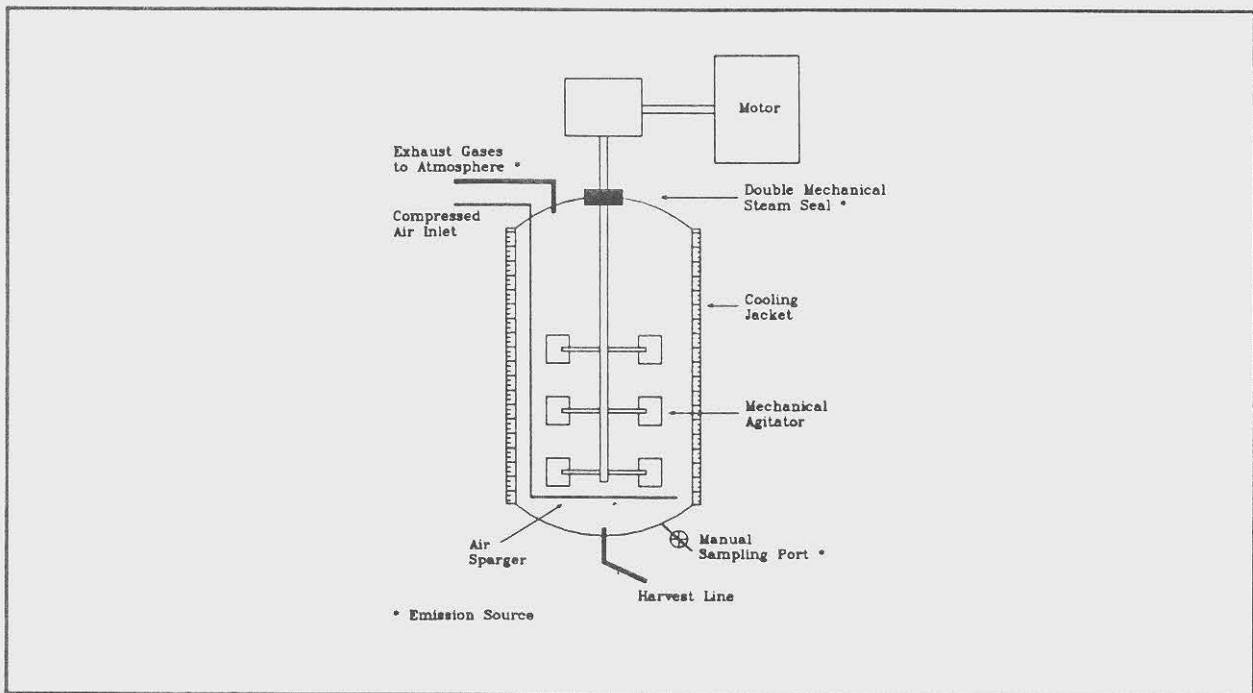 Motor
Exhaust Gases
to Atmosphere *
Double Mechanical
Steam Seal *
Compressed
Air Inlet
Cooling
Jacket
Mechanical
Agitator
Air
Sparger
Manual
Sampling Port *
Harvest Line
* Emission Source